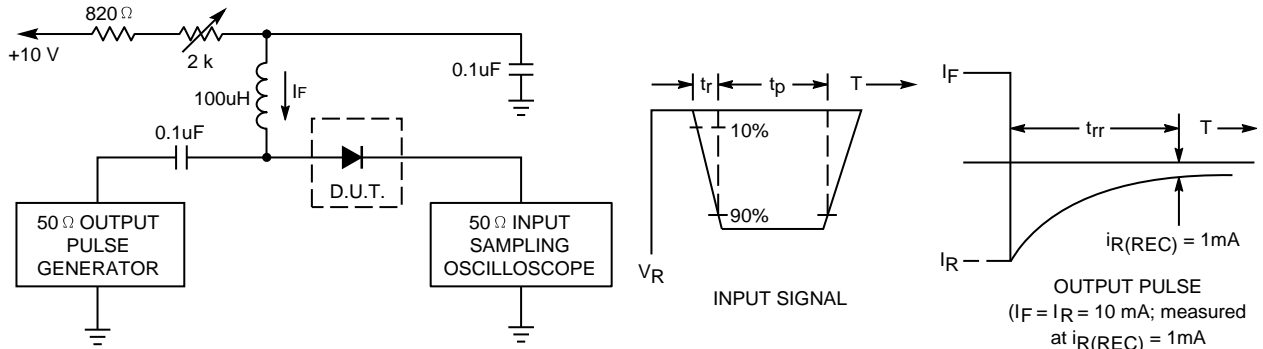 820 Ω
+10 V
2 k
100uH
IF
0.1uF
0.1uF
D.U.T.
50 Ω OUTPUT
PULSE
GENERATOR
50 Ω INPUT
SAMPLING
OSCILLOSCOPE
tr
tp
T
10%
90%
VR
INPUT SIGNAL
IF
trr
T
IR
iR(REC) = 1mA
OUTPUT PULSE
(IF = IR = 10 mA; measured
at iR(REC) = 1mA